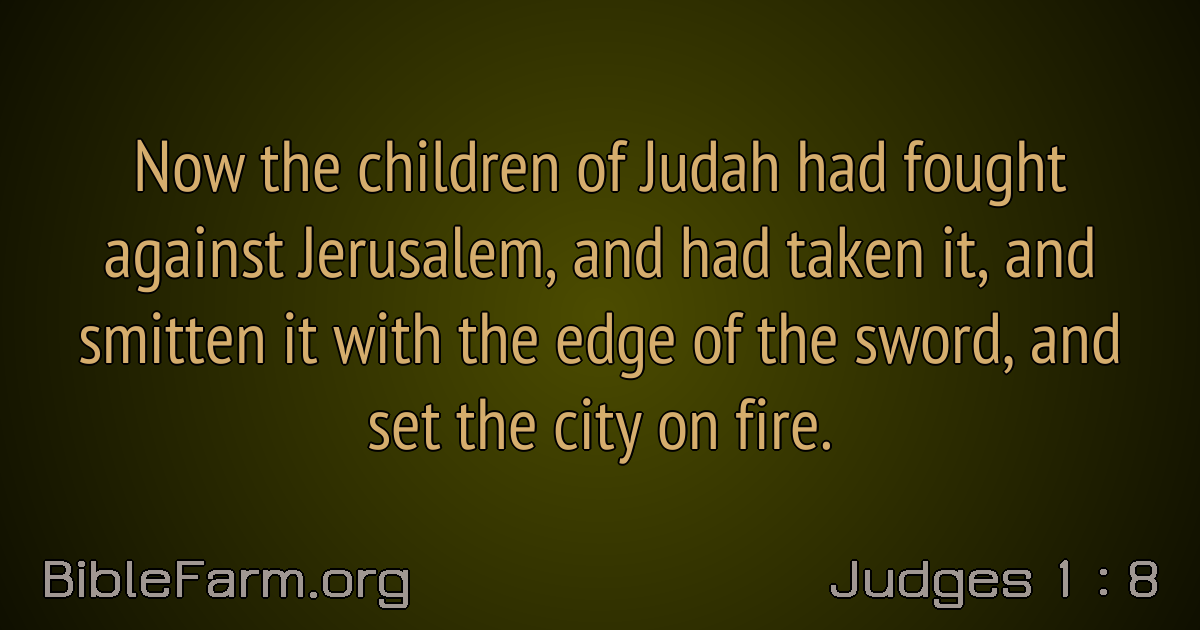 Now the children of Judah had fought
against Jerusalem, and had taken it, and
smitten it with the edge of the sword, and
set the city on fire.
BibleFarm.org
Judges 1 : 8